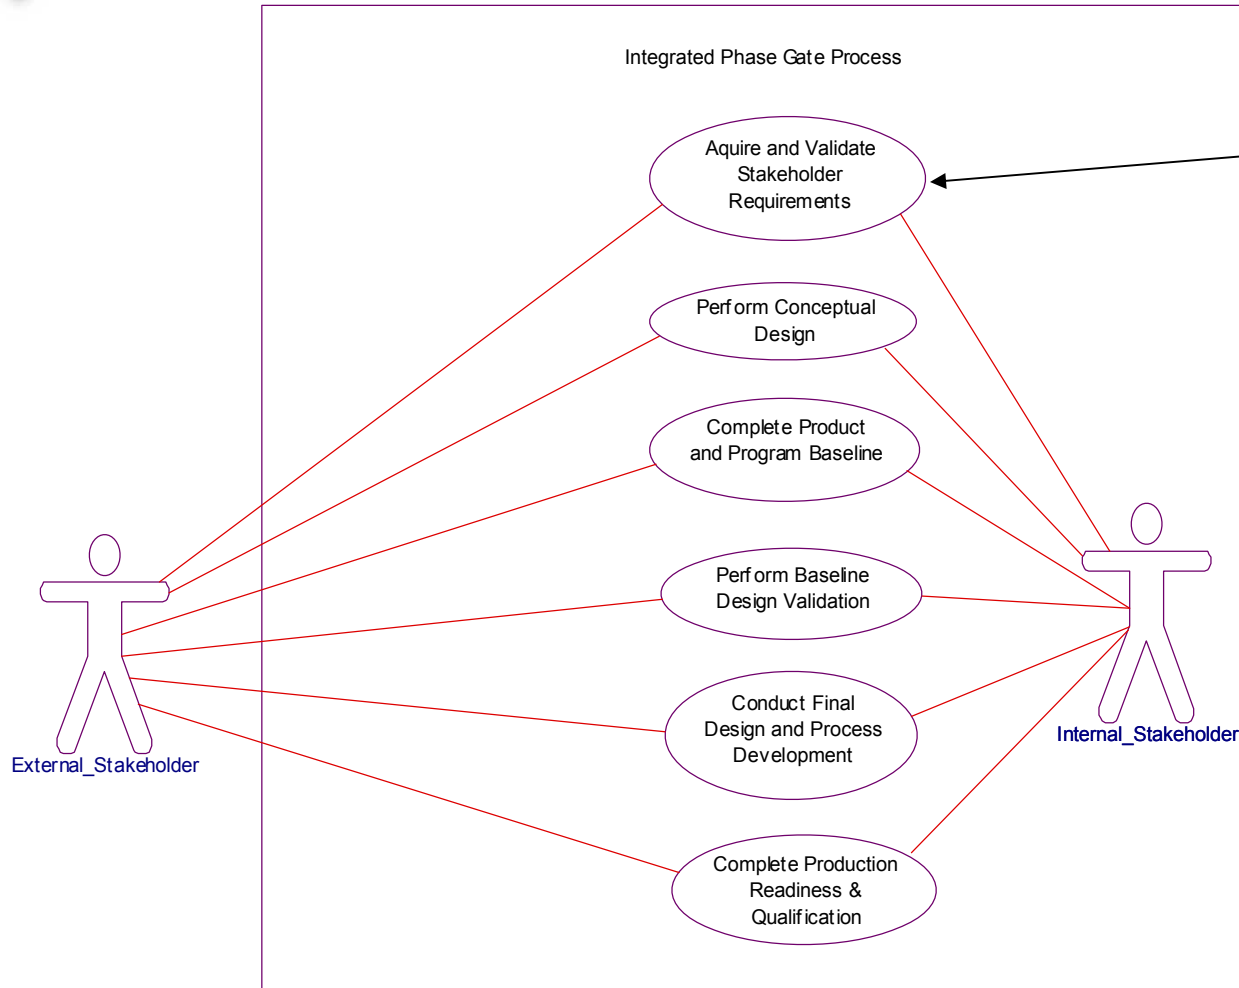 Integrated Phase Gate Process
Aquire and Validate
Stakeholder
Requirements
Perform Conceptual
Design
Complete Product
and Program Baseline
Perform Baseline
Design Validation
Conduct Final
Design and Process
Development
Complete Production
Readiness &
Qualification
External_Stakeholder
Internal_Stakeholder